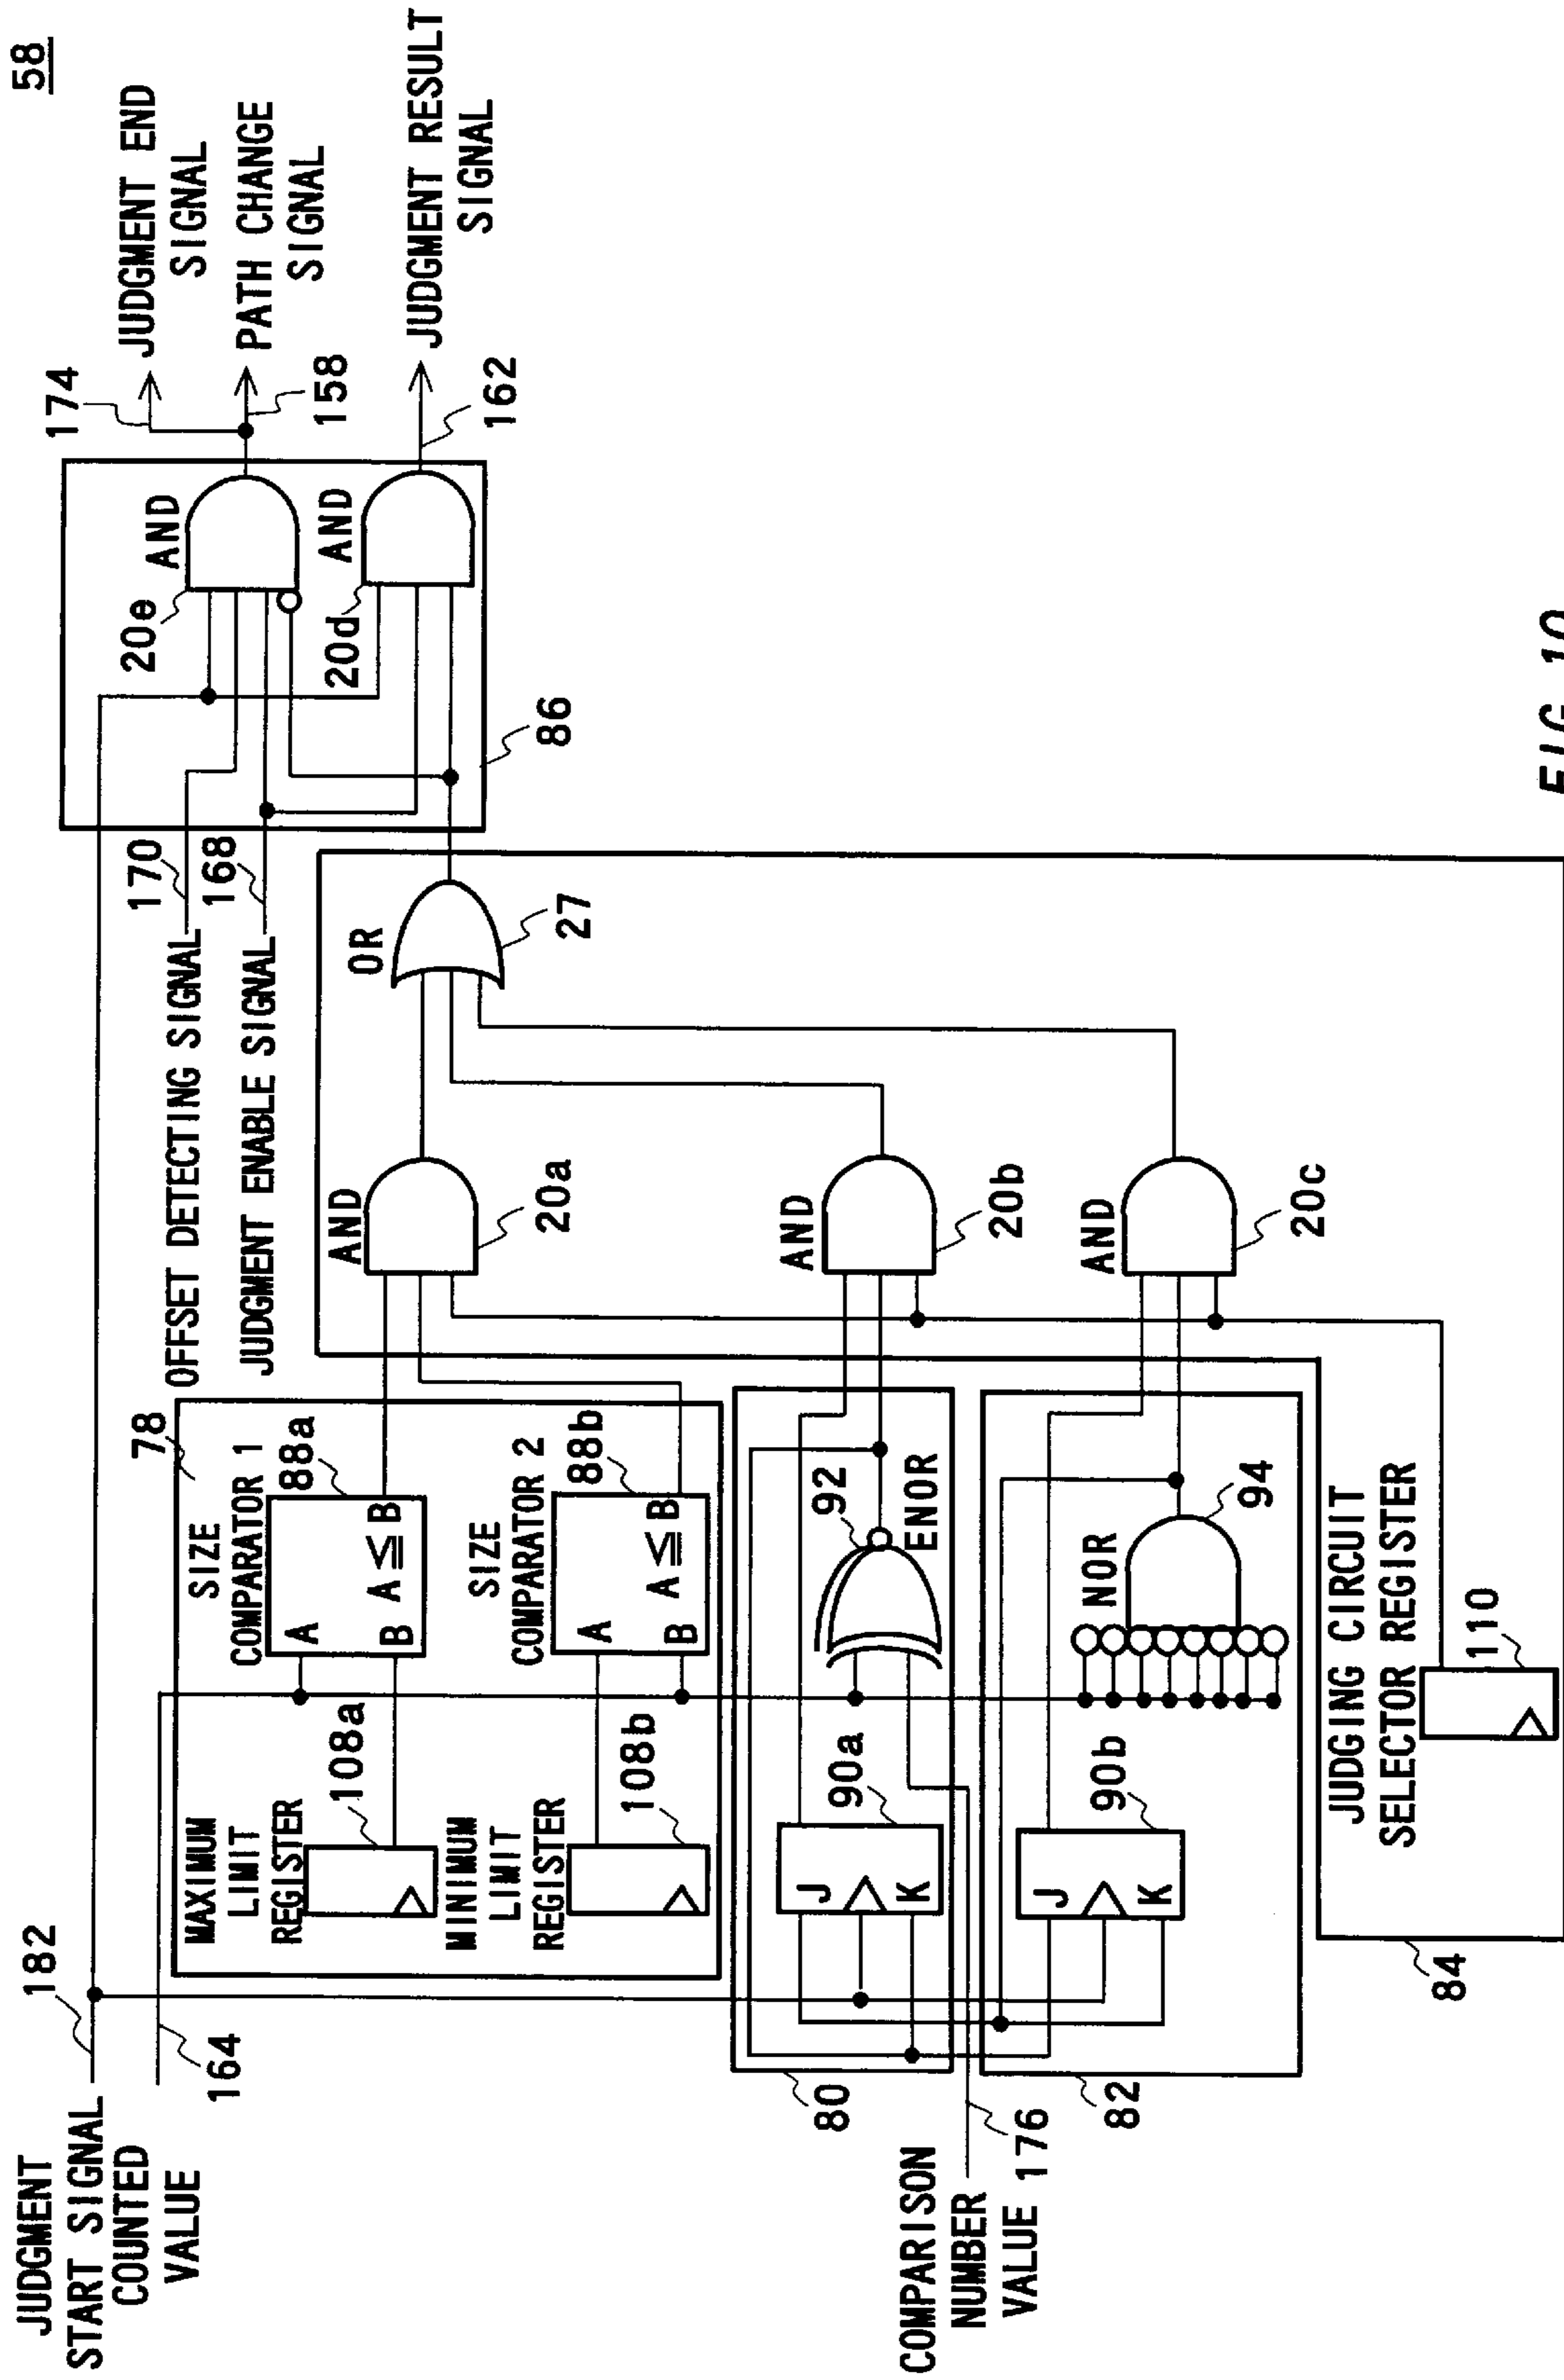 58
JUDGMENT
START SIGNAL
182
COUNTED
VALUE
164
174
JUDGMENT END
SIGNAL
PATH CHANGE
SIGNAL
158
JUDGMENT RESULT
SIGNAL
162
20e
AND
20d
AND
86
OFFSET DETECTING SIGNAL
170
JUDGMENT ENABLE SIGNAL
168
78
MAXIMUM
LIMIT
REGISTER
108a
SIZE
COMPARATOR 1
88a
A
B
A≦B
MINIMUM
LIMIT
REGISTER
108b
SIZE
COMPARATOR 2
88b
A
B
A≦B
AND
20a
OR
27
80
COMPARISON
NUMBER
VALUE
176
J
K
90a
92
ENOR
AND
20b
82
J
K
90b
NOR
94
AND
20c
84
JUDGING CIRCUIT
SELECTOR REGISTER
110